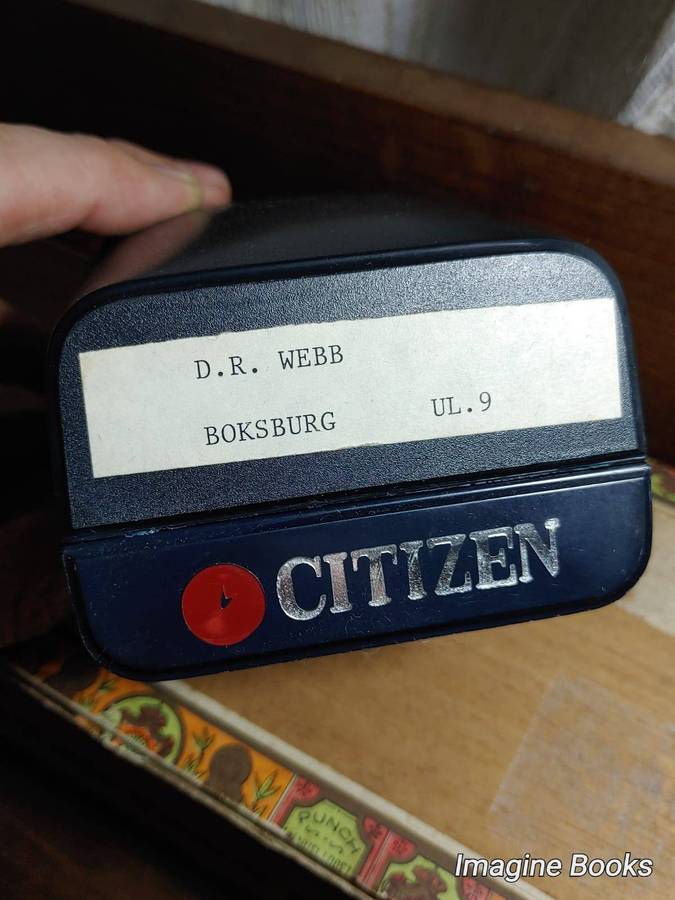 D.R. WEBB
BOKSBURG UL.9
CITIZEN
PUNCH
Imagine Books